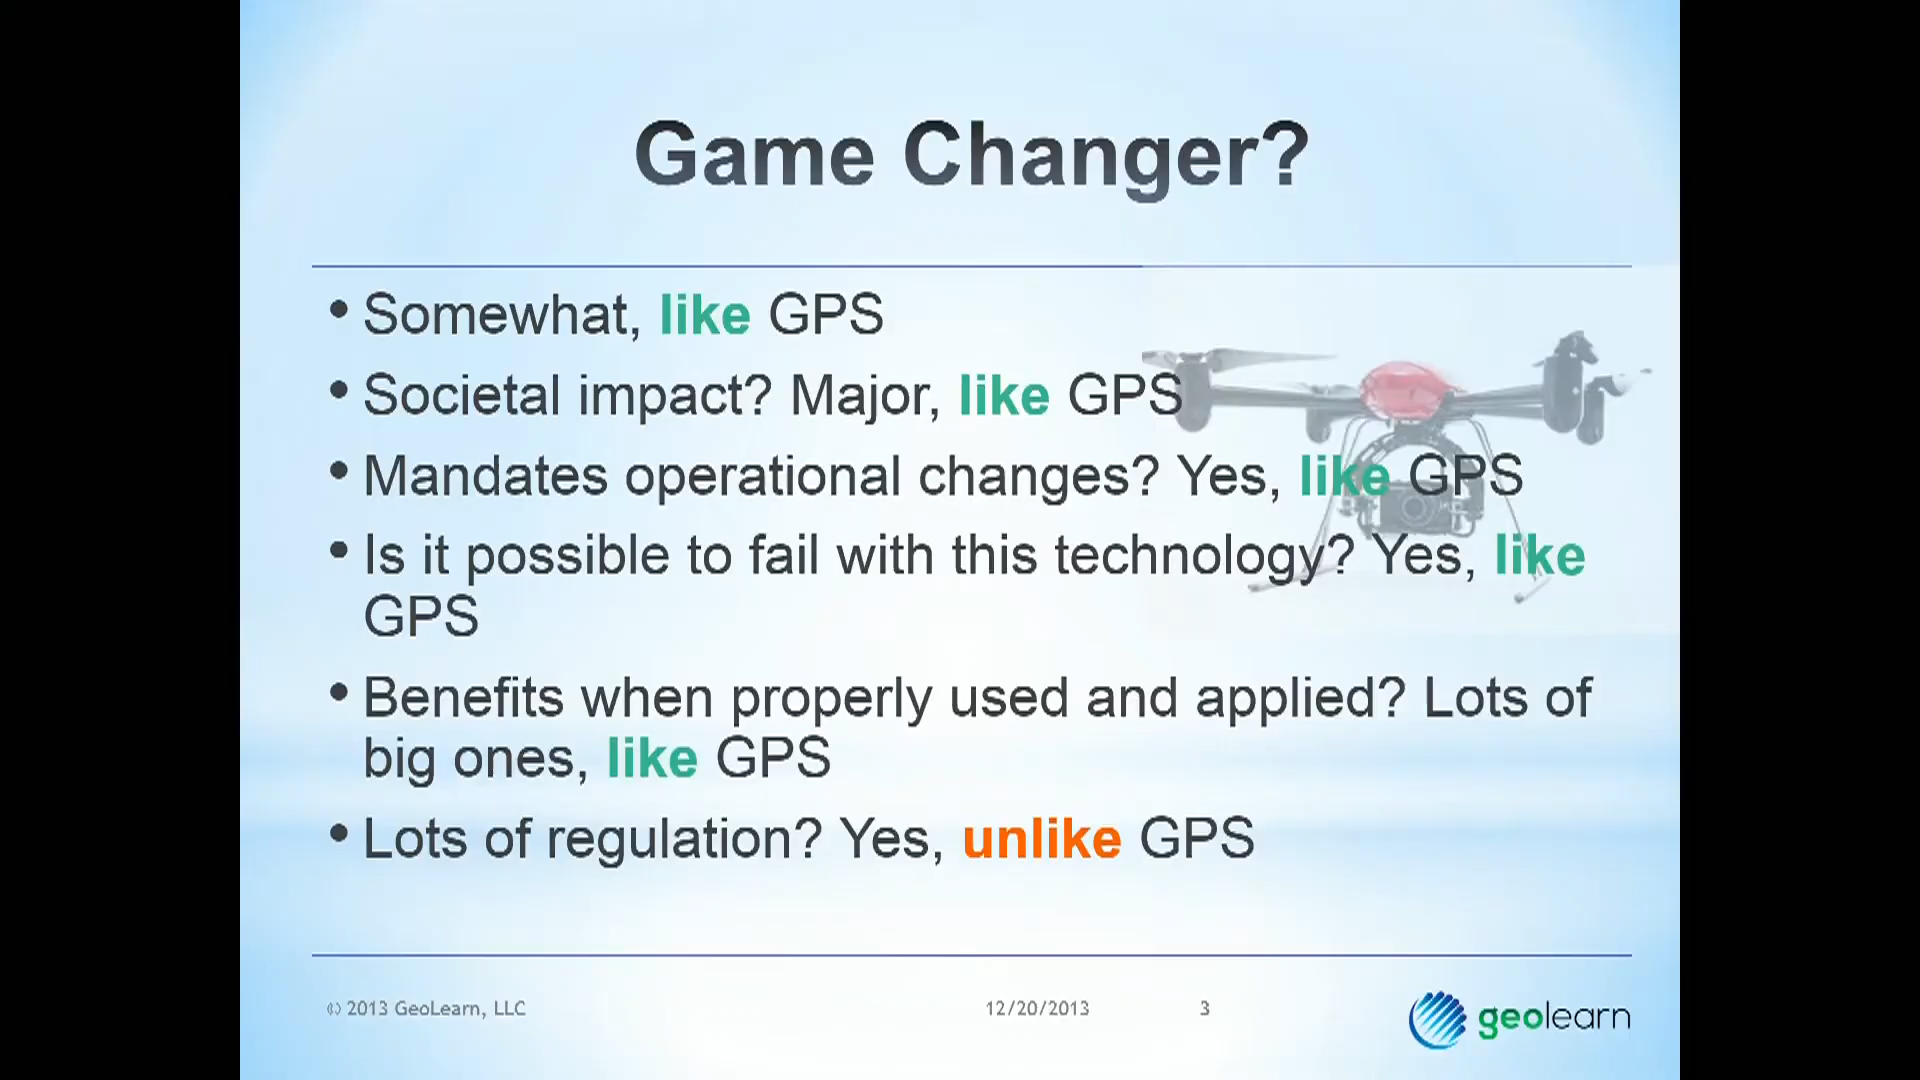 Game Changer?
• Somewhat, like GPS
• Societal impact? Major, like GPS
• Mandates operational changes? Yes, like GPS
• Is it possible to fail with this technology? Yes, like
GPS
• Benefits when properly used and applied? Lots of
big ones, like GPS
• Lots of regulation? Yes, unlike GPS
© 2013 GeoLearn, LLC 12/20/2013 3 geolearn